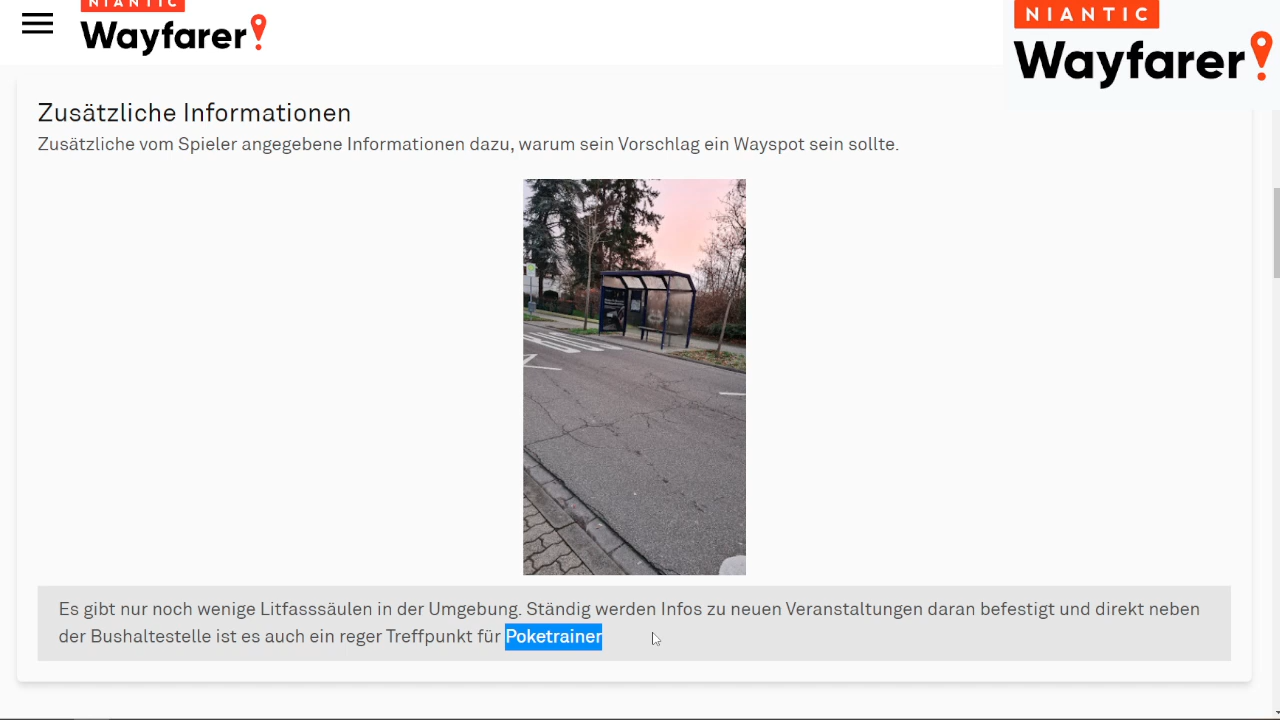 NIANTIC
Wayfarer
NIANTIC
Wayfarer
Zusätzliche Informationen
Zusätzliche vom Spieler angegebene Informationen dazu, warum sein Vorschlag ein Wayspot sein sollte.
Es gibt nur noch wenige Litfasssäulen in der Umgebung. Ständig werden Infos zu neuen Veranstaltungen daran befestigt und direkt neben
der Bushaltestelle ist es auch ein reger Treffpunkt für Poketrainer